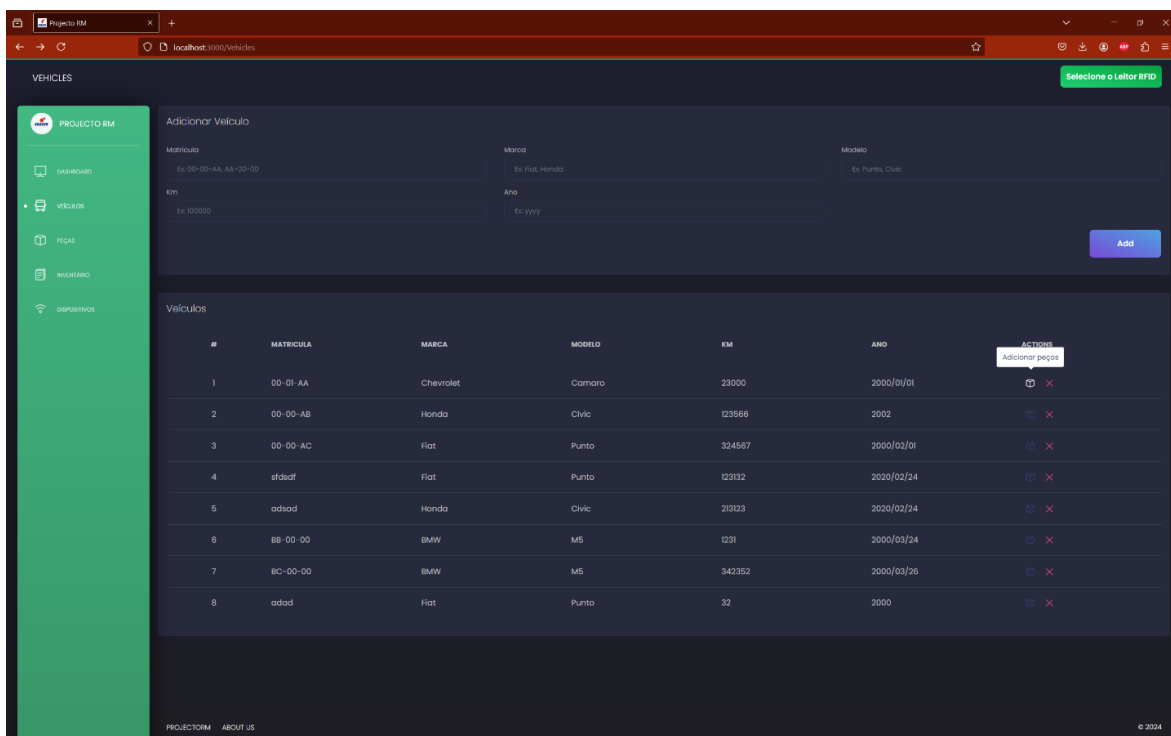 Projecto RM
localhost:3000/Vehicles
VEHICLES
Selecione o Leitor RFID
PROJECTO RM
DASHBOARD
VEÍCULOS
PEÇAS
INVENTÁRIO
DISPOSITIVOS
Adicionar Veículo
Matricula Marca Modelo
Ex: 00-00-AA, AA-00-00 Ex: Fiat, Honda Ex: Punto, Civic
Km Ano
Ex: 100000 Ex: yyyy
Add
Veículos
# MATRICULA MARCA MODELO KM ANO ACTIONS
Adicionar peças
1 00-01-AA Chevrolet Camaro 23000 2000/01/01
2 00-00-AB Honda Civic 123566 2002
3 00-00-AC Fiat Punto 324567 2000/02/01
4 sfdsdf Fiat Punto 123132 2020/02/24
5 adsad Honda Civic 213123 2020/02/24
6 BB-00-00 BMW M5 1231 2000/03/24
7 BC-00-00 BMW M5 342352 2000/03/26
8 adad Fiat Punto 32 2000
PROJECTORM ABOUT US © 2024